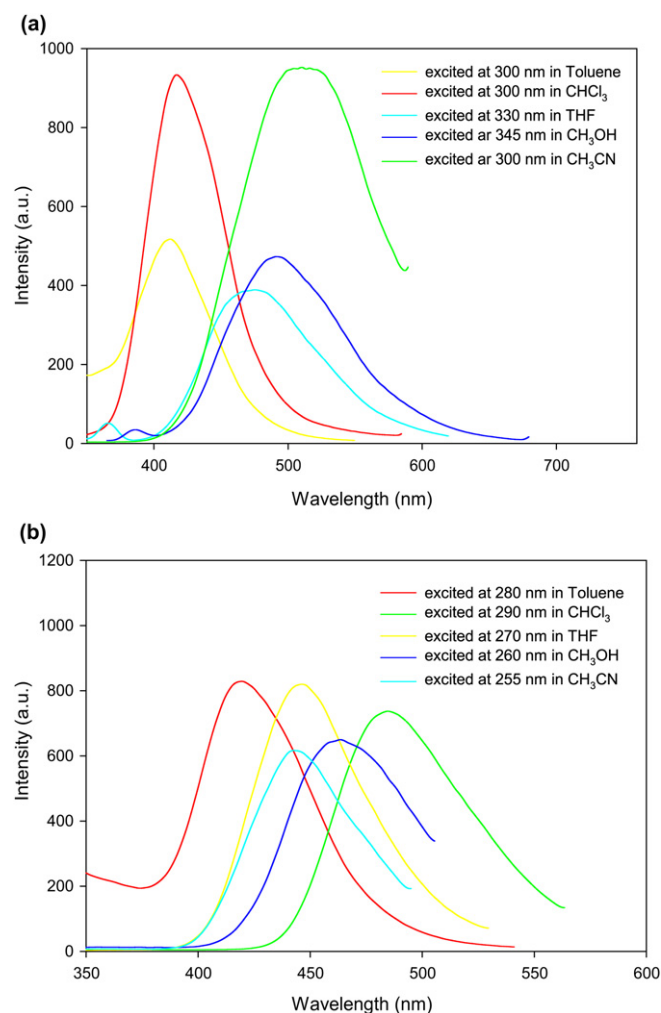 (a)
1000
800
600
400
200
0
Intensity (a.u.)
excited at 300 nm in Toluene
excited at 300 nm in CHCl₃
excited at 330 nm in THF
excited ar 345 nm in CH₃OH
excited ar 300 nm in CH₃CN
400 500 600 700
Wavelength (nm)
(b)
1200
1000
800
600
400
200
0
Intensity (a.u.)
excited at 280 nm in Toluene
excited at 290 nm in CHCl₃
excited at 270 nm in THF
excited at 260 nm in CH₃OH
excited at 255 nm in CH₃CN
350 400 450 500 550 600
Wavelength (nm)